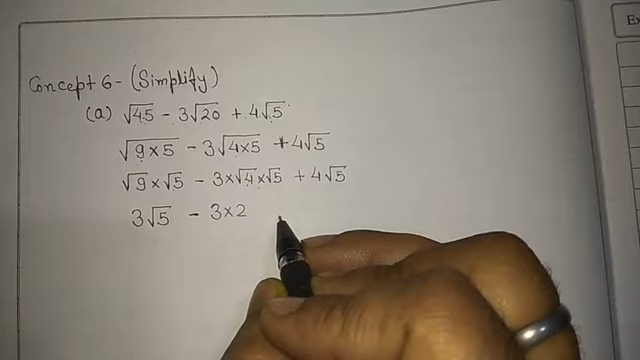 Concept 6 - (Simplify)
(a) √45 - 3√20 + 4√5
√9×5 - 3√4×5 + 4√5
√9 × √5 - 3×√4×√5 + 4√5
3√5 - 3×2